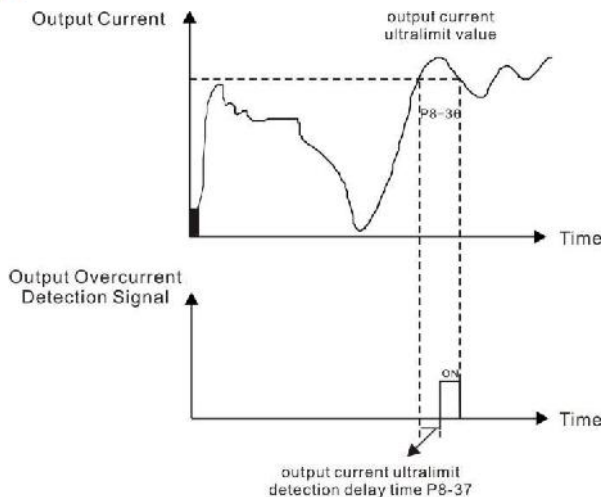 Output Current
output current
ultralimit value
P8-36
Time
Output Overcurrent
Detection Signal
ON
Time
output current ultralimit
detection delay time P8-37